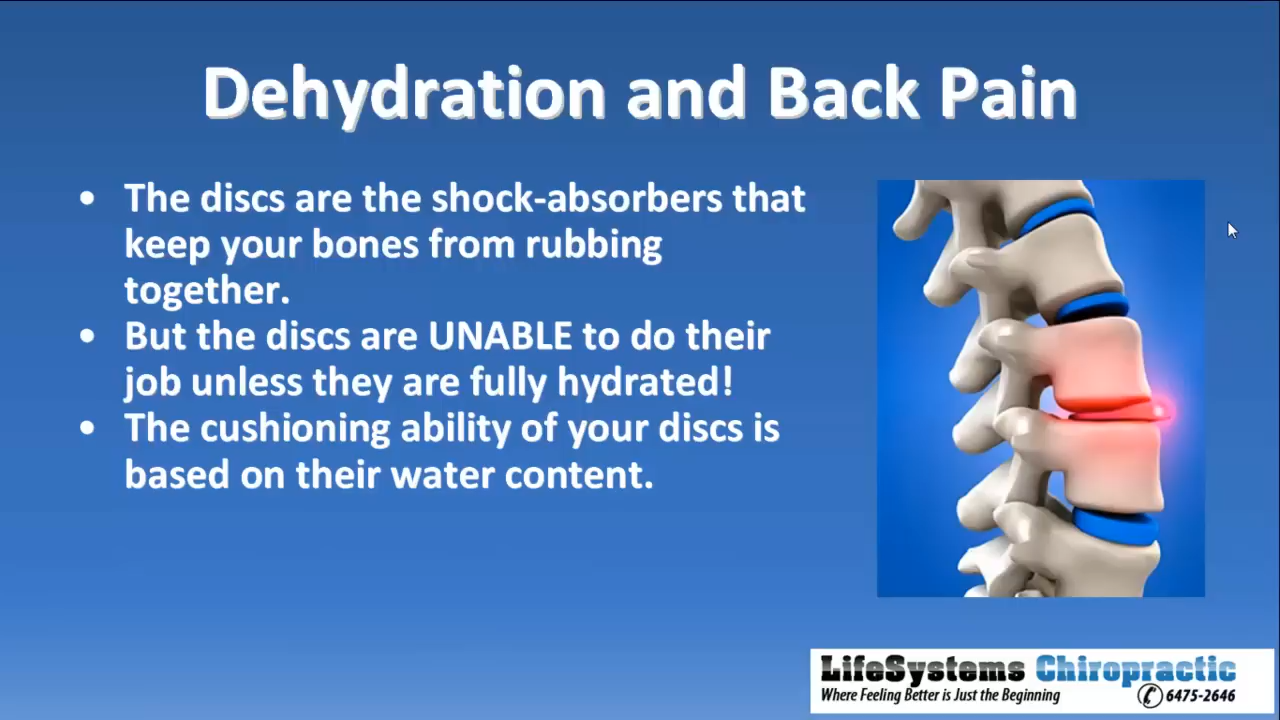 Dehydration and Back Pain
• The discs are the shock-absorbers that
keep your bones from rubbing
together.
• But the discs are UNABLE to do their
job unless they are fully hydrated!
• The cushioning ability of your discs is
based on their water content.
LifeSystems Chiropractic
Where Feeling Better is Just the Beginning 6475-2646